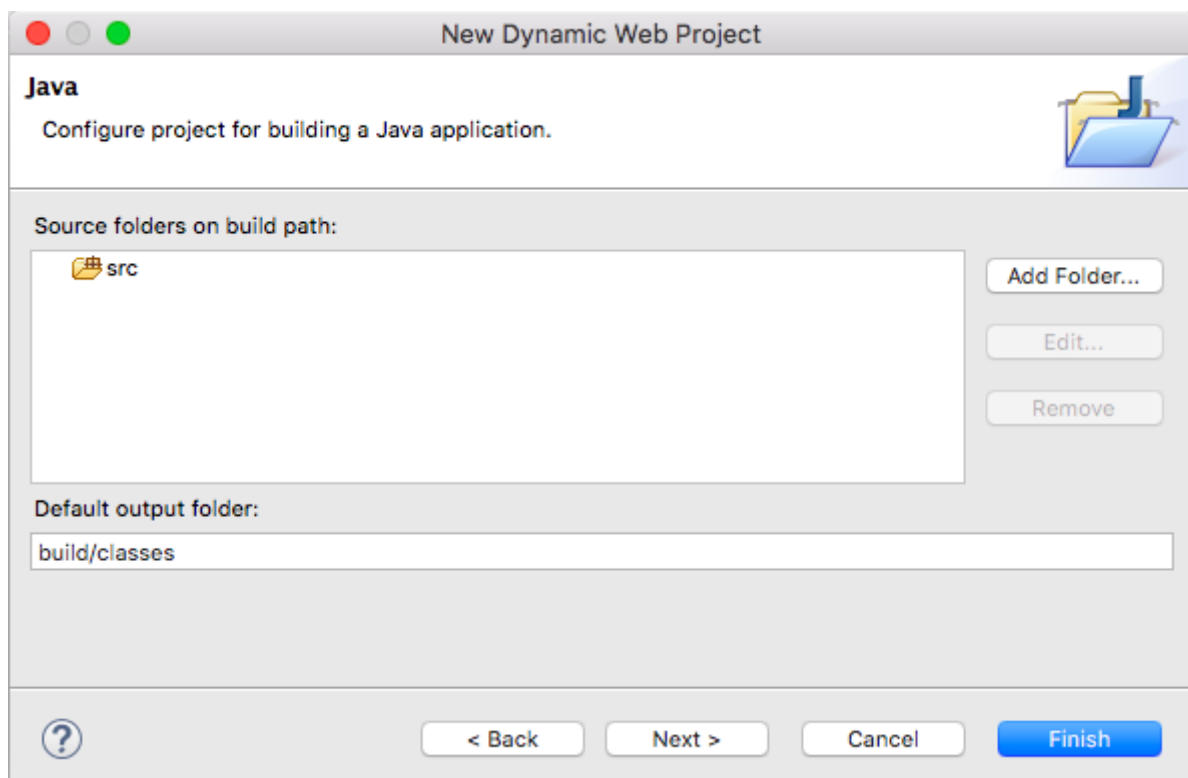 New Dynamic Web Project
Java
Configure project for building a Java application.
Source folders on build path:
src
Add Folder...
Edit...
Remove
Default output folder:
build/classes
?
< Back
Next >
Cancel
Finish